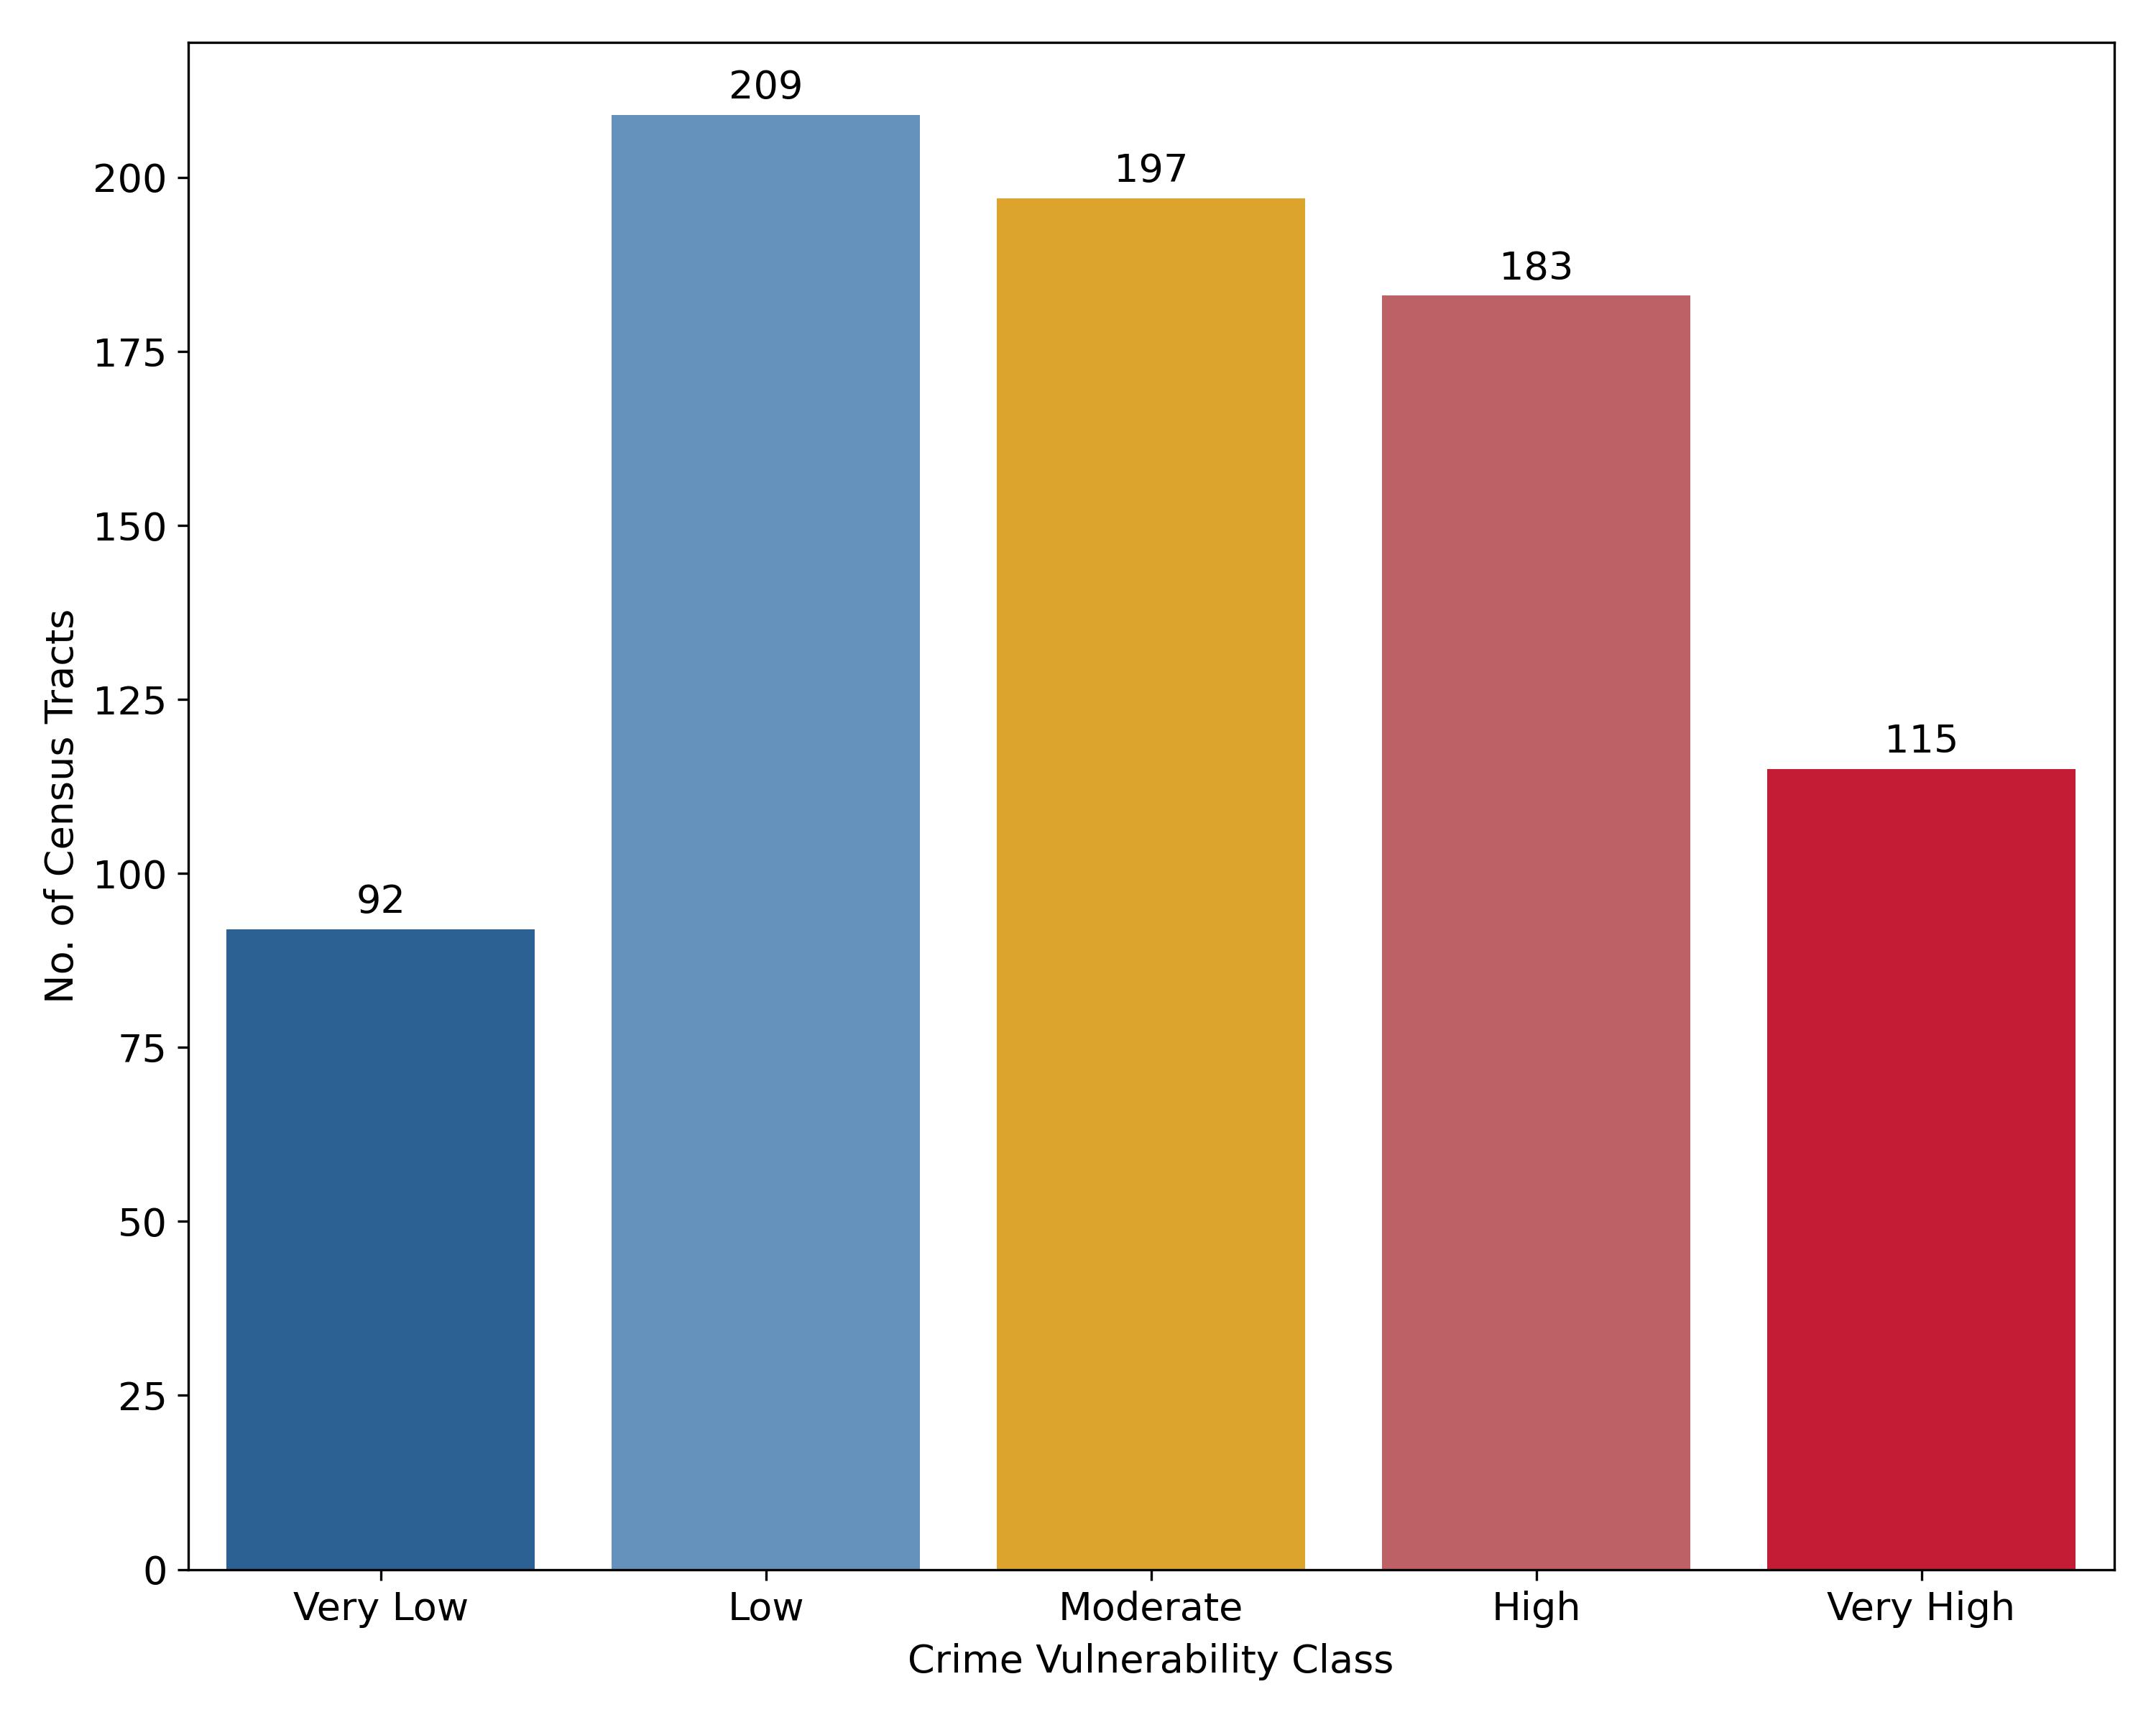 209
197
183
115
92
200
175
150
125
100
75
50
25
0
No. of Census Tracts
Very Low
Low
Moderate
High
Very High
Crime Vulnerability Class